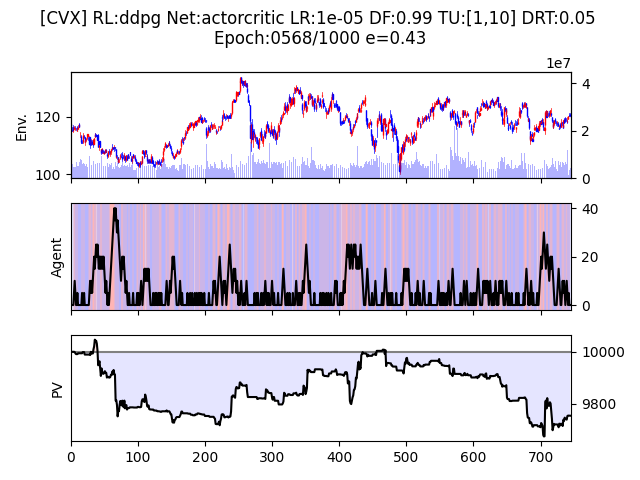 [CVX] RL:ddpg Net:actorcritic LR:1e-05 DF:0.99 TU:[1,10] DRT:0.05
Epoch:0568/1000 e=0.43
1e7
Env.
120
100
4
2
0
Agent
40
20
0
PV
10000
9800
0 100 200 300 400 500 600 700